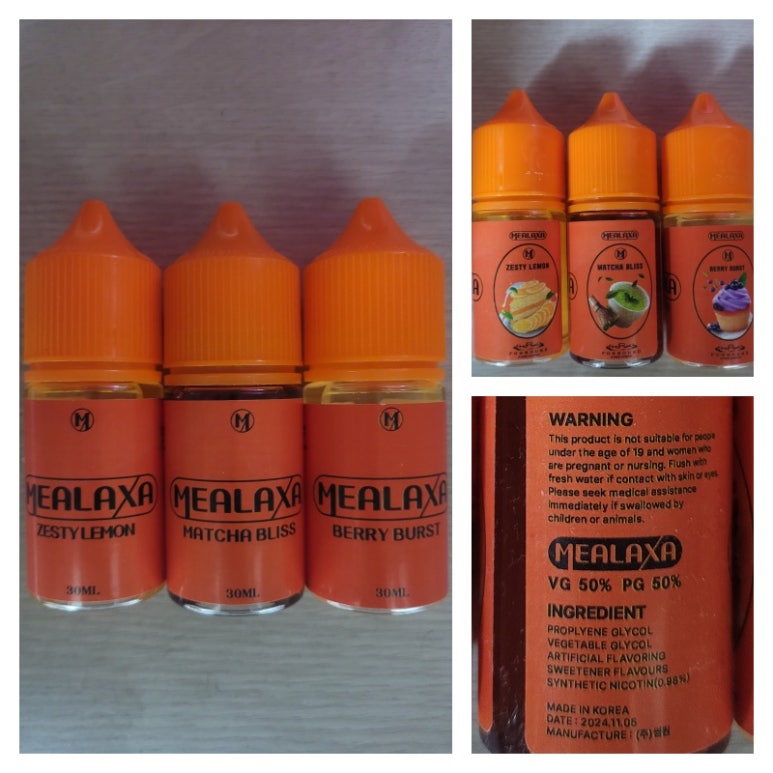 MEALAXA
ZESTY LEMON
30ML
MEALAXA
MATCHA BLISS
30ML
MEALAXA
BERRY BURST
30ML
MEALAXA
ZESTY LEMON
MEALAXA
MATCHA BLISS
MEALAXA
BERRY BURST
WARNING
This product is not suitable for people
under the age of 19 and women who
are pregnant or nursing. Flush with
fresh water if contact with skin or eyes.
Please seek medical assistance
immediately if swallowed by
children or animals.
MEALAXA
VG 50% PG 50%
INGREDIENT
PROPLYENE GLYCOL
VEGETABLE GLYCOL
ARTIFICIAL FLAVORING
SWEETENER FLAVOURS
SYNTHETIC NICOTIN(0.98%)
MADE IN KOREA
DATE : 2024.11.05
MANUFACTURE : (주)범원